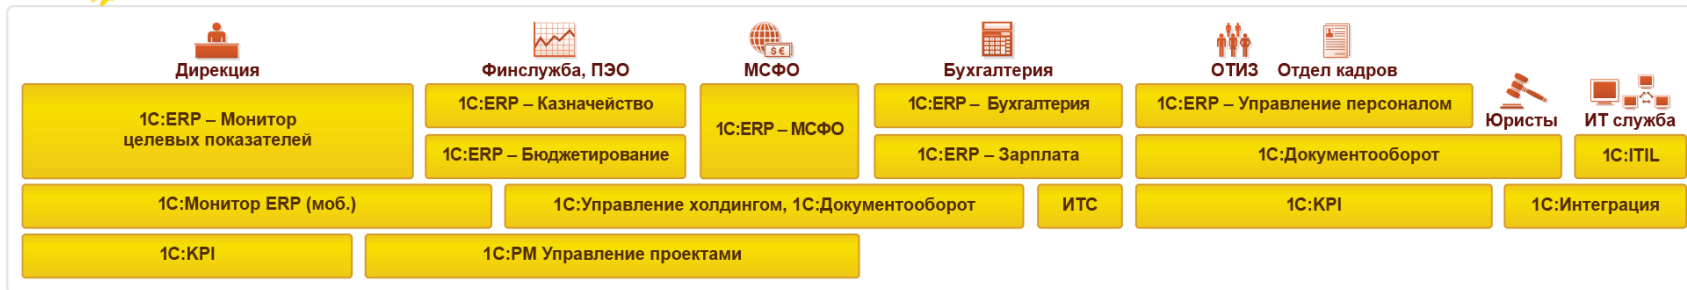 Дирекция
Финслужба, ПЭО
МСФО
Бухгалтерия
ОТИЗ
Отдел кадров
Юристы
ИТ служба
1С:ERP – Монитор
целевых показателей
1С:ERP – Казначейство
1С:ERP – Бюджетирование
1С:ERP – МСФО
1С:ERP – Бухгалтерия
1С:ERP – Зарплата
1С:ERP – Управление персоналом
1С:Документооборот
1С:ITIL
1С:Монитор ERP (моб.)
1С:Управление холдингом, 1С:Документооборот
ИТС
1С:KPI
1С:Интеграция
1С:KPI
1С:PM Управление проектами
$ €